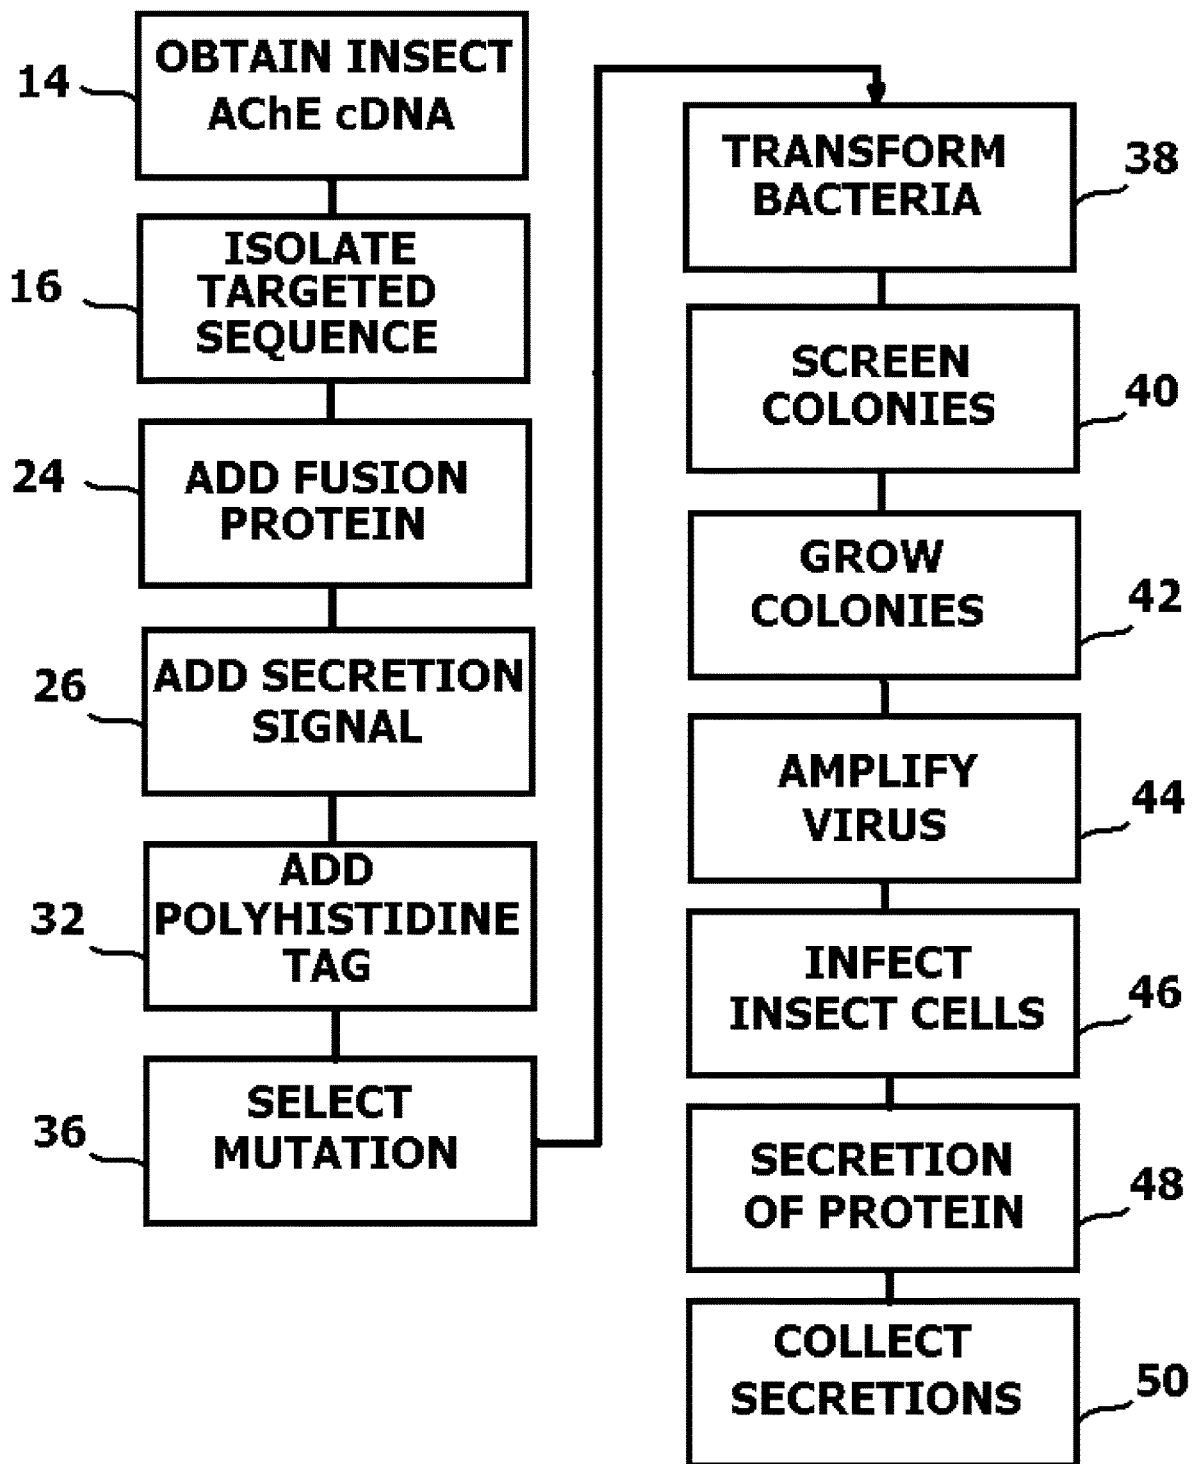 14
OBTAIN INSECT
AChE cDNA
16
ISOLATE
TARGETED
SEQUENCE
24
ADD FUSION
PROTEIN
26
ADD SECRETION
SIGNAL
32
ADD
POLYHISTIDINE
TAG
36
SELECT
MUTATION
TRANSFORM
BACTERIA
38
SCREEN
COLONIES
40
GROW
COLONIES
42
AMPLIFY
VIRUS
44
INFECT
INSECT CELLS
46
SECRETION
OF PROTEIN
48
COLLECT
SECRETIONS
50